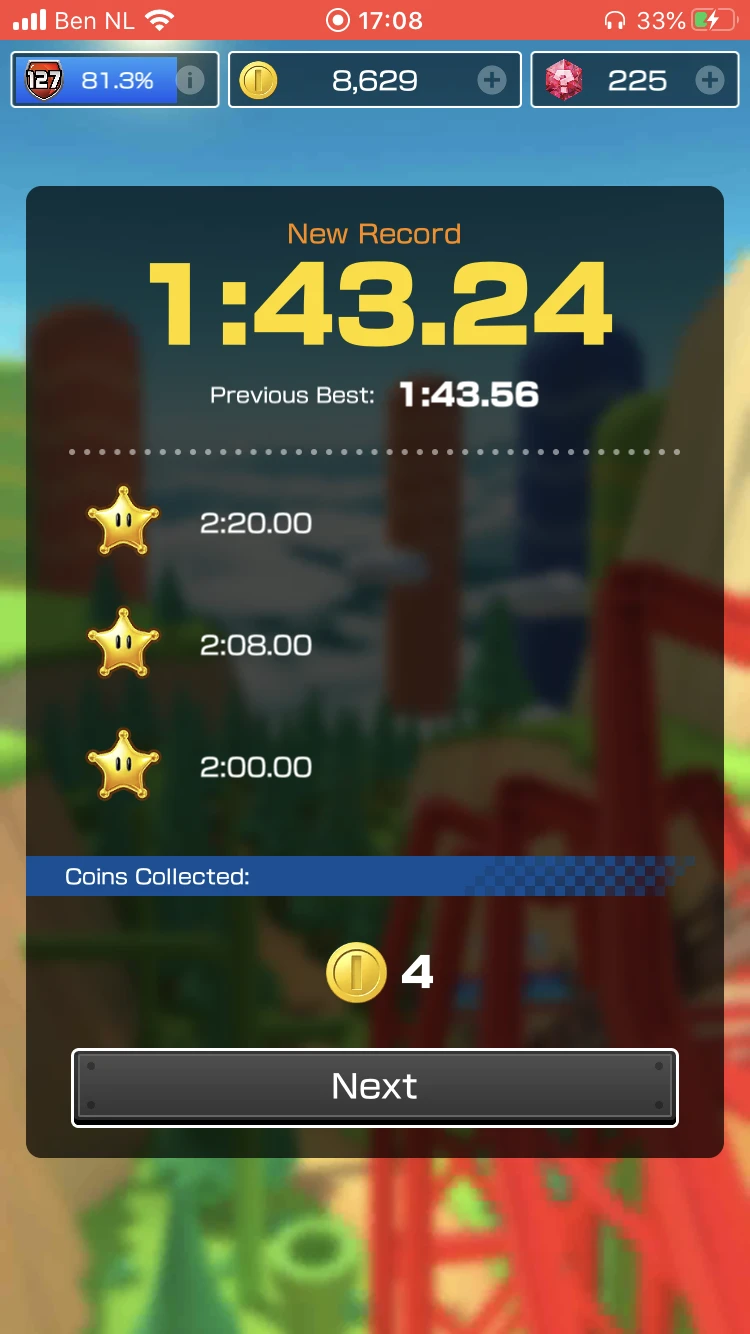 Ben NL 17:08 33%
127 81.3% i 8,629 + ? 225 +
New Record
1:43.24
Previous Best: 1:43.56
2:20.00
2:08.00
2:00.00
Coins Collected:
4
Next